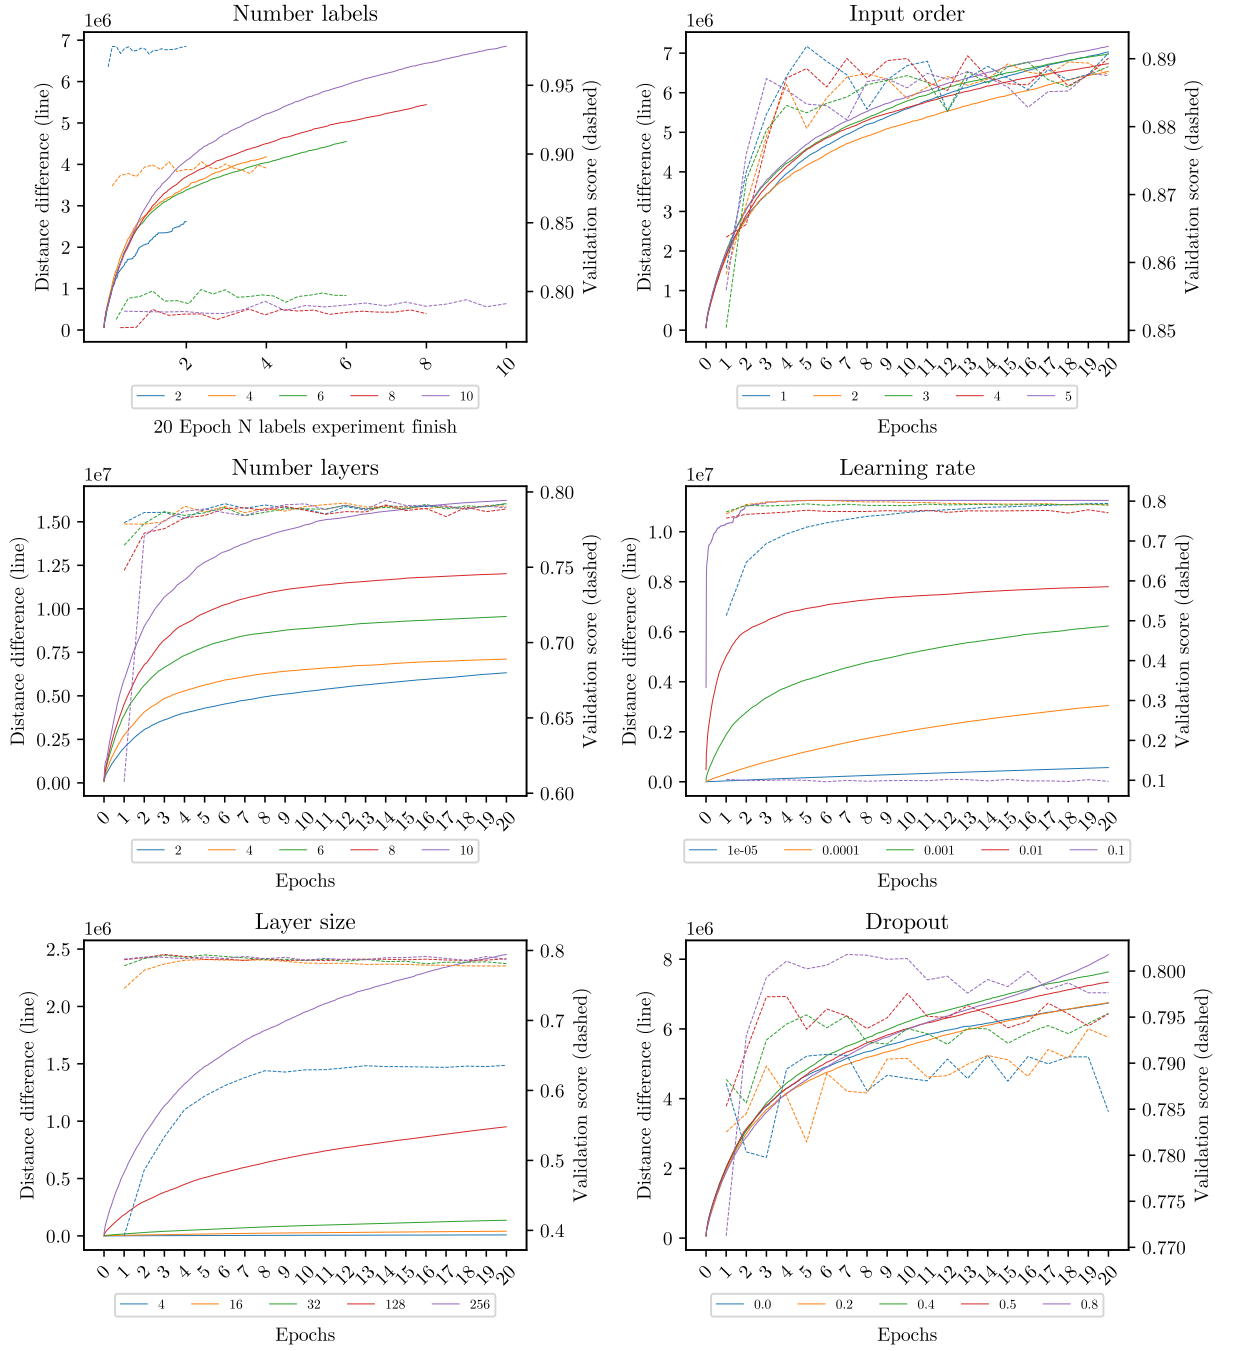 Number labels
1e6
Distance difference (line)
7
6
5
4
3
2
1
0
0.95
0.90
0.85
0.80
Validation score (dashed)
2
4
6
8
10
2 4 6 8 10
20 Epoch N labels experiment finish
Input order
1e6
Distance difference (line)
7
6
5
4
3
2
1
0
0.89
0.88
0.87
0.86
0.85
Validation score (dashed)
0 1 2 3 4 5 6 7 8 9 10 11 12 13 14 15 16 17 18 19 20
1 2 3 4 5
Epochs
Number layers
1e7
Distance difference (line)
1.50
1.25
1.00
0.75
0.50
0.25
0.00
0.80
0.75
0.70
0.65
0.60
Validation score (dashed)
0 1 2 3 4 5 6 7 8 9 10 11 12 13 14 15 16 17 18 19 20
2 4 6 8 10
Epochs
Learning rate
1e7
Distance difference (line)
1.0
0.8
0.6
0.4
0.2
0.0
0.8
0.7
0.6
0.5
0.4
0.3
0.2
0.1
Validation score (dashed)
0 1 2 3 4 5 6 7 8 9 10 11 12 13 14 15 16 17 18 19 20
1e-05 0.0001 0.001 0.01 0.1
Epochs
Layer size
1e6
Distance difference (line)
2.5
2.0
1.5
1.0
0.5
0.0
0.8
0.7
0.6
0.5
0.4
Validation score (dashed)
0 1 2 3 4 5 6 7 8 9 10 11 12 13 14 15 16 17 18 19 20
4 16 32 128 256
Epochs
Dropout
1e6
Distance difference (line)
8
6
4
2
0
0.800
0.795
0.790
0.785
0.780
0.775
0.770
Validation score (dashed)
0 1 2 3 4 5 6 7 8 9 10 11 12 13 14 15 16 17 18 19 20
0.0 0.2 0.4 0.5 0.8
Epochs